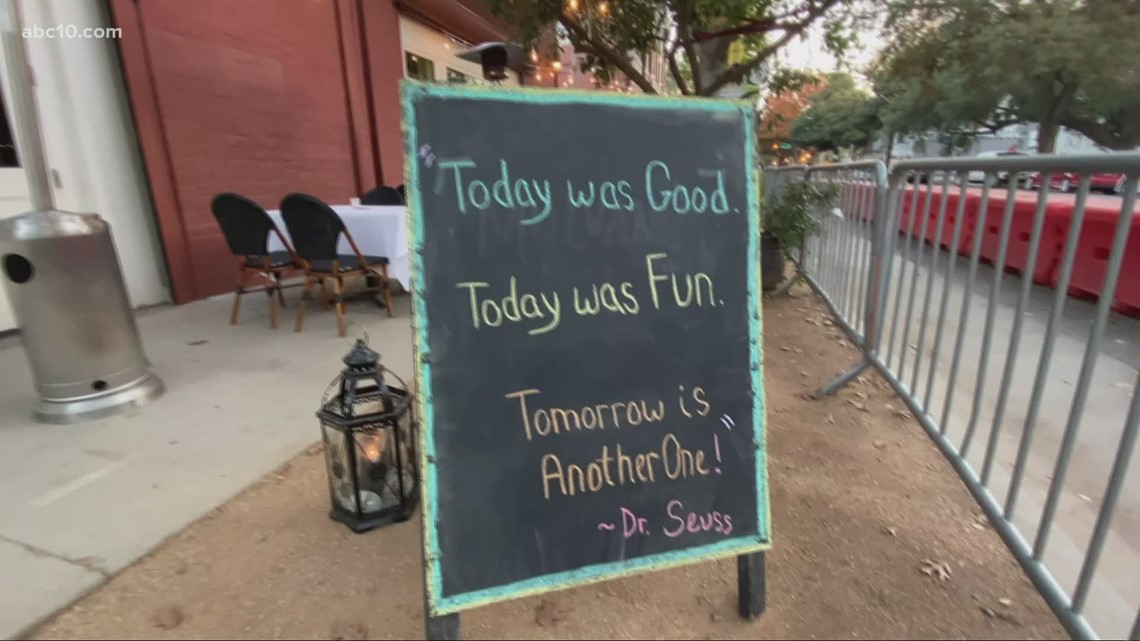 abc10.com
"Today was Good.
Today was Fun.
Tomorrow is
Another One!"
~Dr. Seuss